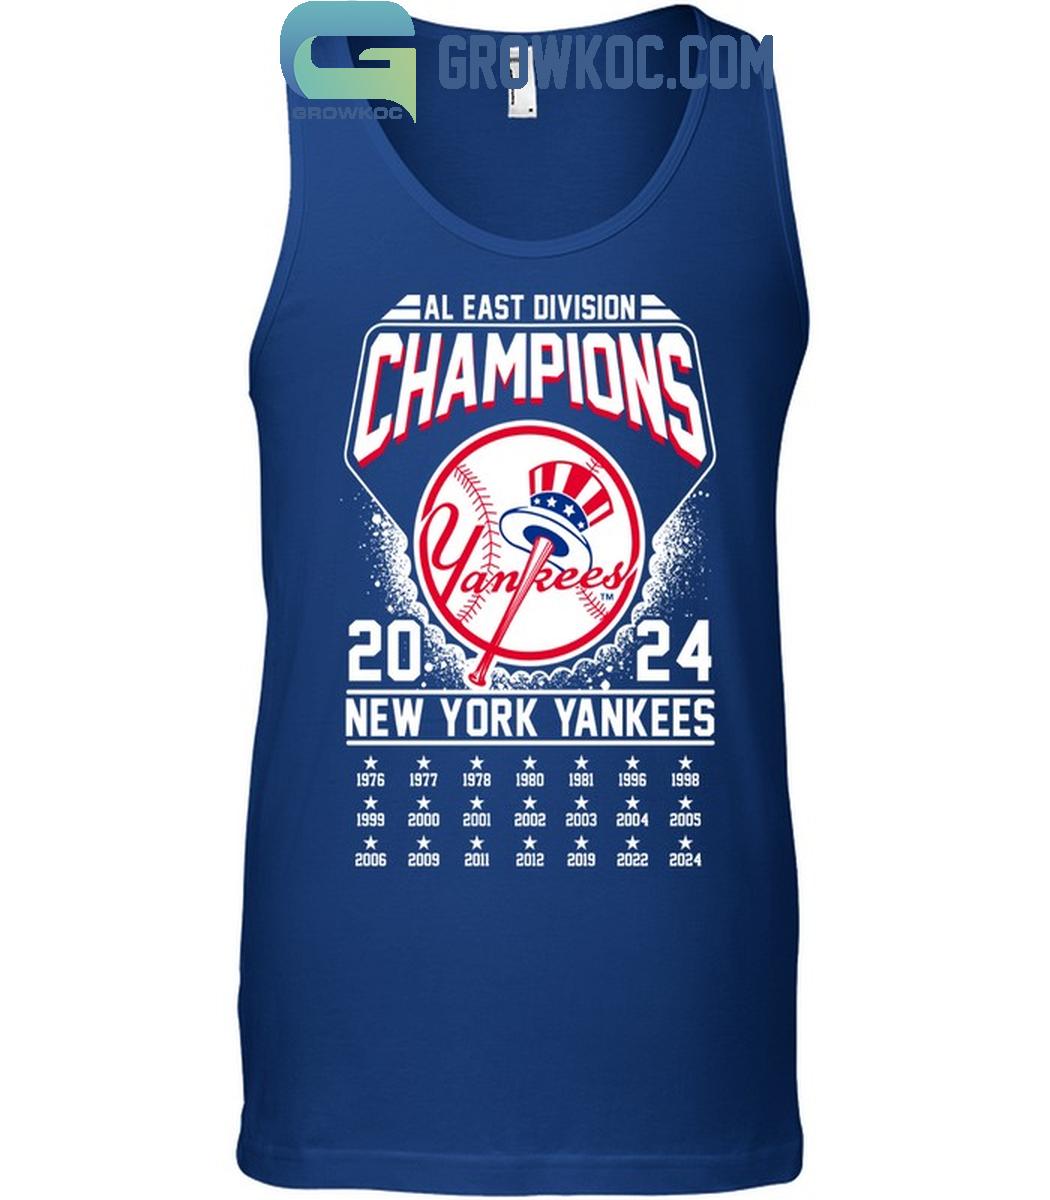 GROWKOC.COM
GROWKOC
AL EAST DIVISION
CHAMPIONS
Yankees
TM
20 24
NEW YORK YANKEES
1976 1977 1978 1980 1981 1996 1998
1999 2000 2001 2002 2003 2004 2005
2006 2009 2011 2012 2019 2022 2024